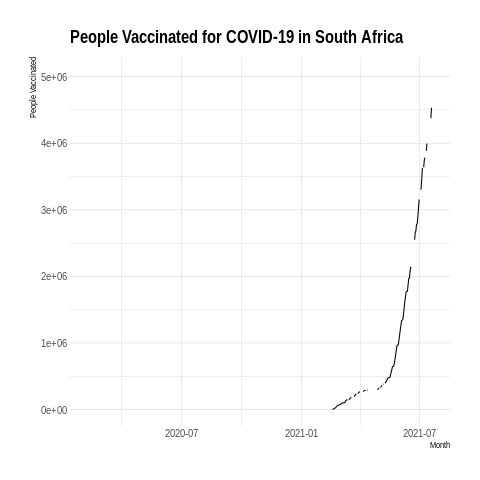 People Vaccinated for COVID-19 in South Africa
People Vaccinated
5e+06
4e+06
3e+06
2e+06
1e+06
0e+00
2020-07
2021-01
2021-07
Month